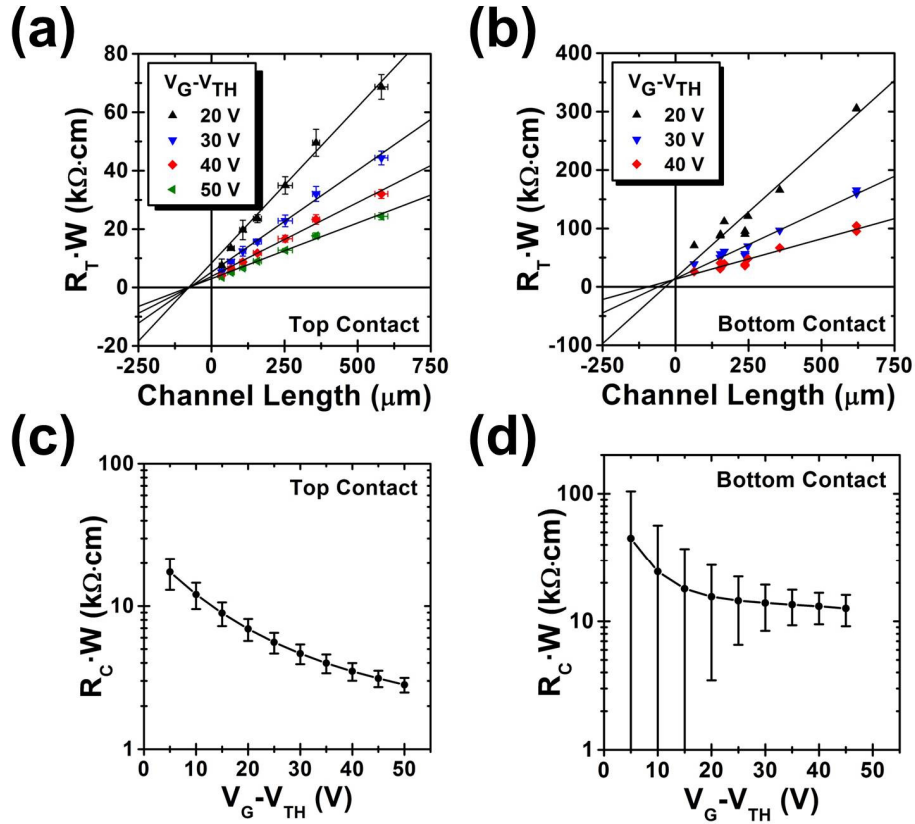 (a)
80
60
40
20
0
-20
R_T·W (kΩ·cm)
V_G-V_TH
20 V
30 V
40 V
50 V
Top Contact
-250 0 250 500 750
Channel Length (μm)
(b)
400
300
200
100
0
-100
R_T·W (kΩ·cm)
V_G-V_TH
20 V
30 V
40 V
Bottom Contact
-250 0 250 500 750
Channel Length (μm)
(c)
100
10
1
R_C·W (kΩ·cm)
Top Contact
0 10 20 30 40 50
V_G-V_TH (V)
(d)
100
10
1
R_C·W (kΩ·cm)
Bottom Contact
0 10 20 30 40 50
V_G-V_TH (V)